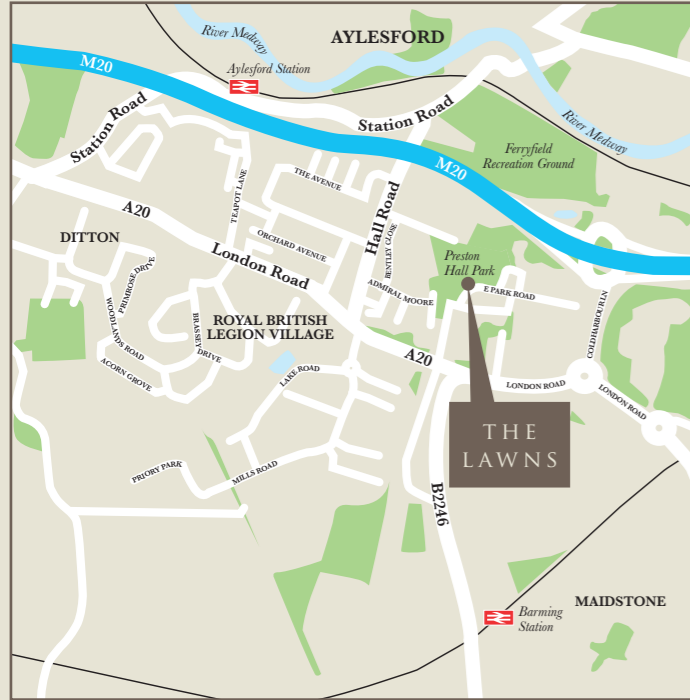 River Medway
AYLESFORD
M20
Aylesford Station
Station Road
Station Road
River Medway
Ferryfield
Recreation Ground
M20
TEAPOT LANE
THE AVENUE
A20
Hall Road
DITTON
ORCHARD AVENUE
BENTLEY CLOSE
London Road
Preston
Hall Park
PRIMROSE DRIVE
ADMIRAL MOORE
E PARK ROAD
WOODLANDS ROAD
BRASSEY DRIVE
ROYAL BRITISH
LEGION VILLAGE
COLDHARBOUR LN
A20
ACORN GROVE
LAKE ROAD
LONDON ROAD
LONDON ROAD
THE
LAWNS
PRIORY PARK
MILLS ROAD
B2246
MAIDSTONE
Barming
Station